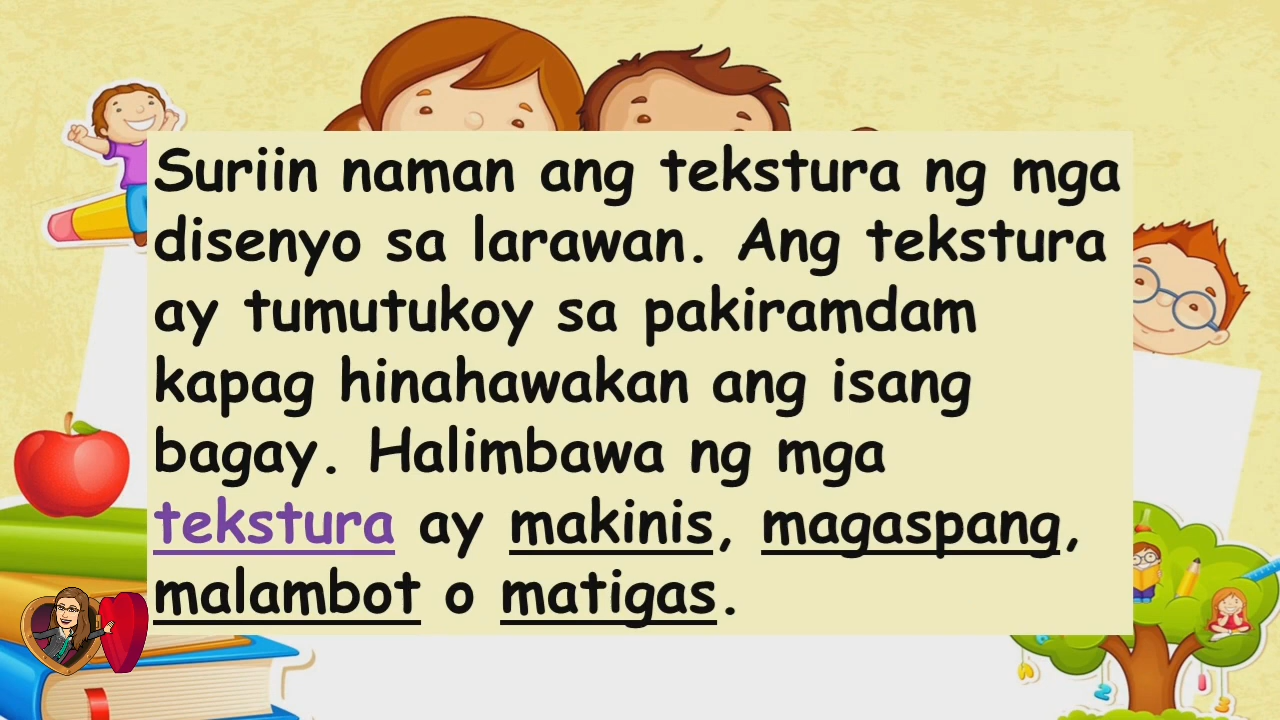 Suriin naman ang tekstura ng mga
disenyo sa larawan. Ang tekstura
ay tumutukoy sa pakiramdam
kapag hinahawakan ang isang
bagay. Halimbawa ng mga
tekstura ay makinis, magaspang,
malambot o matigas.